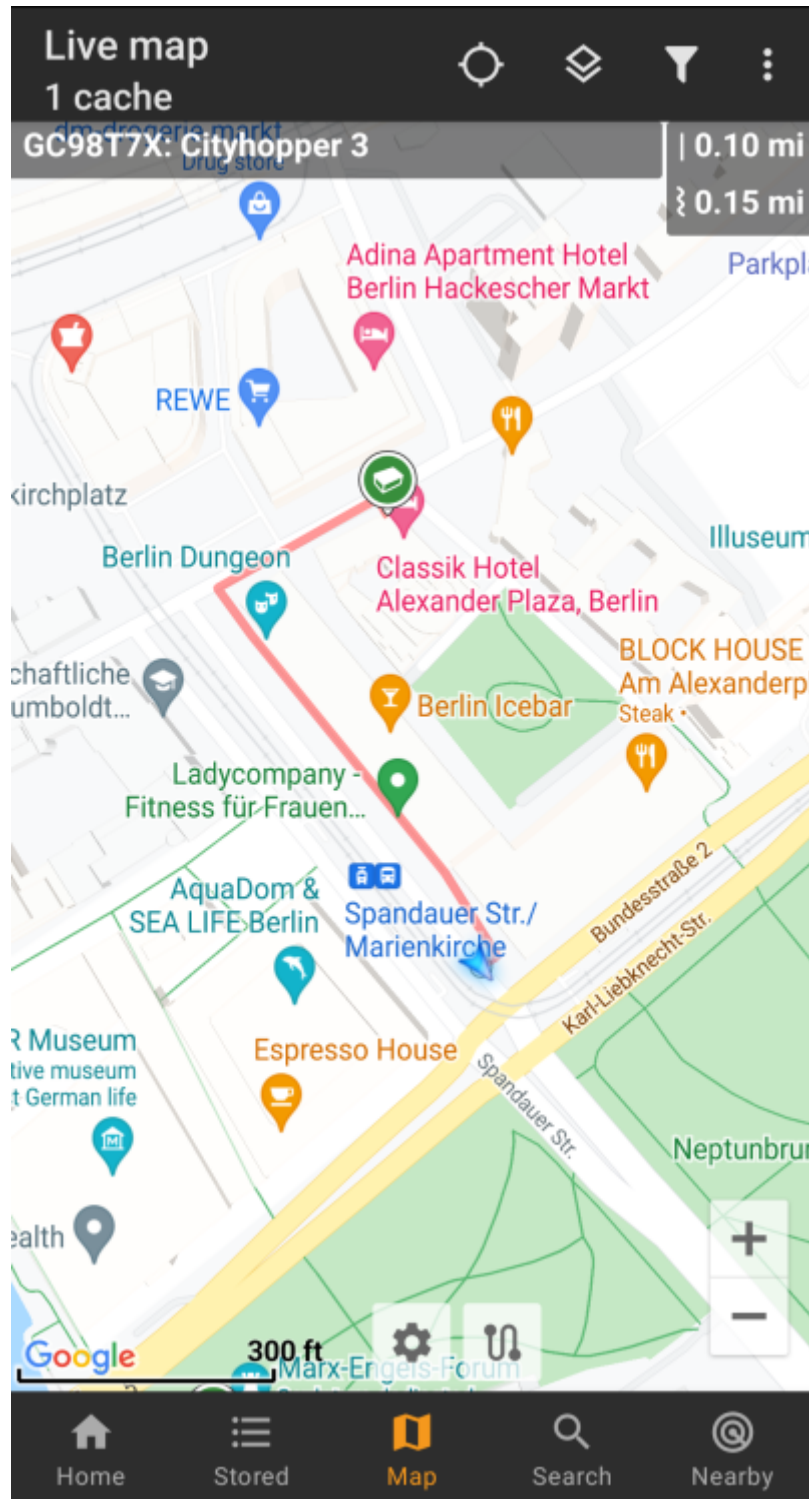 Live map
1 cache
dm-drogerie markt
Drug store
GC98T7X: Cityhopper 3
0.10 mi
0.15 mi
Adina Apartment Hotel
Berlin Hackescher Markt
Parkpl
REWE
kirchplatz
Illuseum
Berlin Dungeon
Classik Hotel
Alexander Plaza, Berlin
chaftliche
umboldt...
BLOCK HOUSE
Am Alexanderp
Steak •
Berlin Icebar
Ladycompany -
Fitness für Frauen...
AquaDom &
SEA LIFE Berlin
Spandauer Str./
Marienkirche
Bundesstraße 2
Karl-Liebknecht-Str.
R Museum
tive museum
t German life
Espresso House
Spandauer Str.
Neptunbrun
ealth
+
−
Google
300 ft
Marx-Engels-Forum
Home
Stored
Map
Search
Nearby